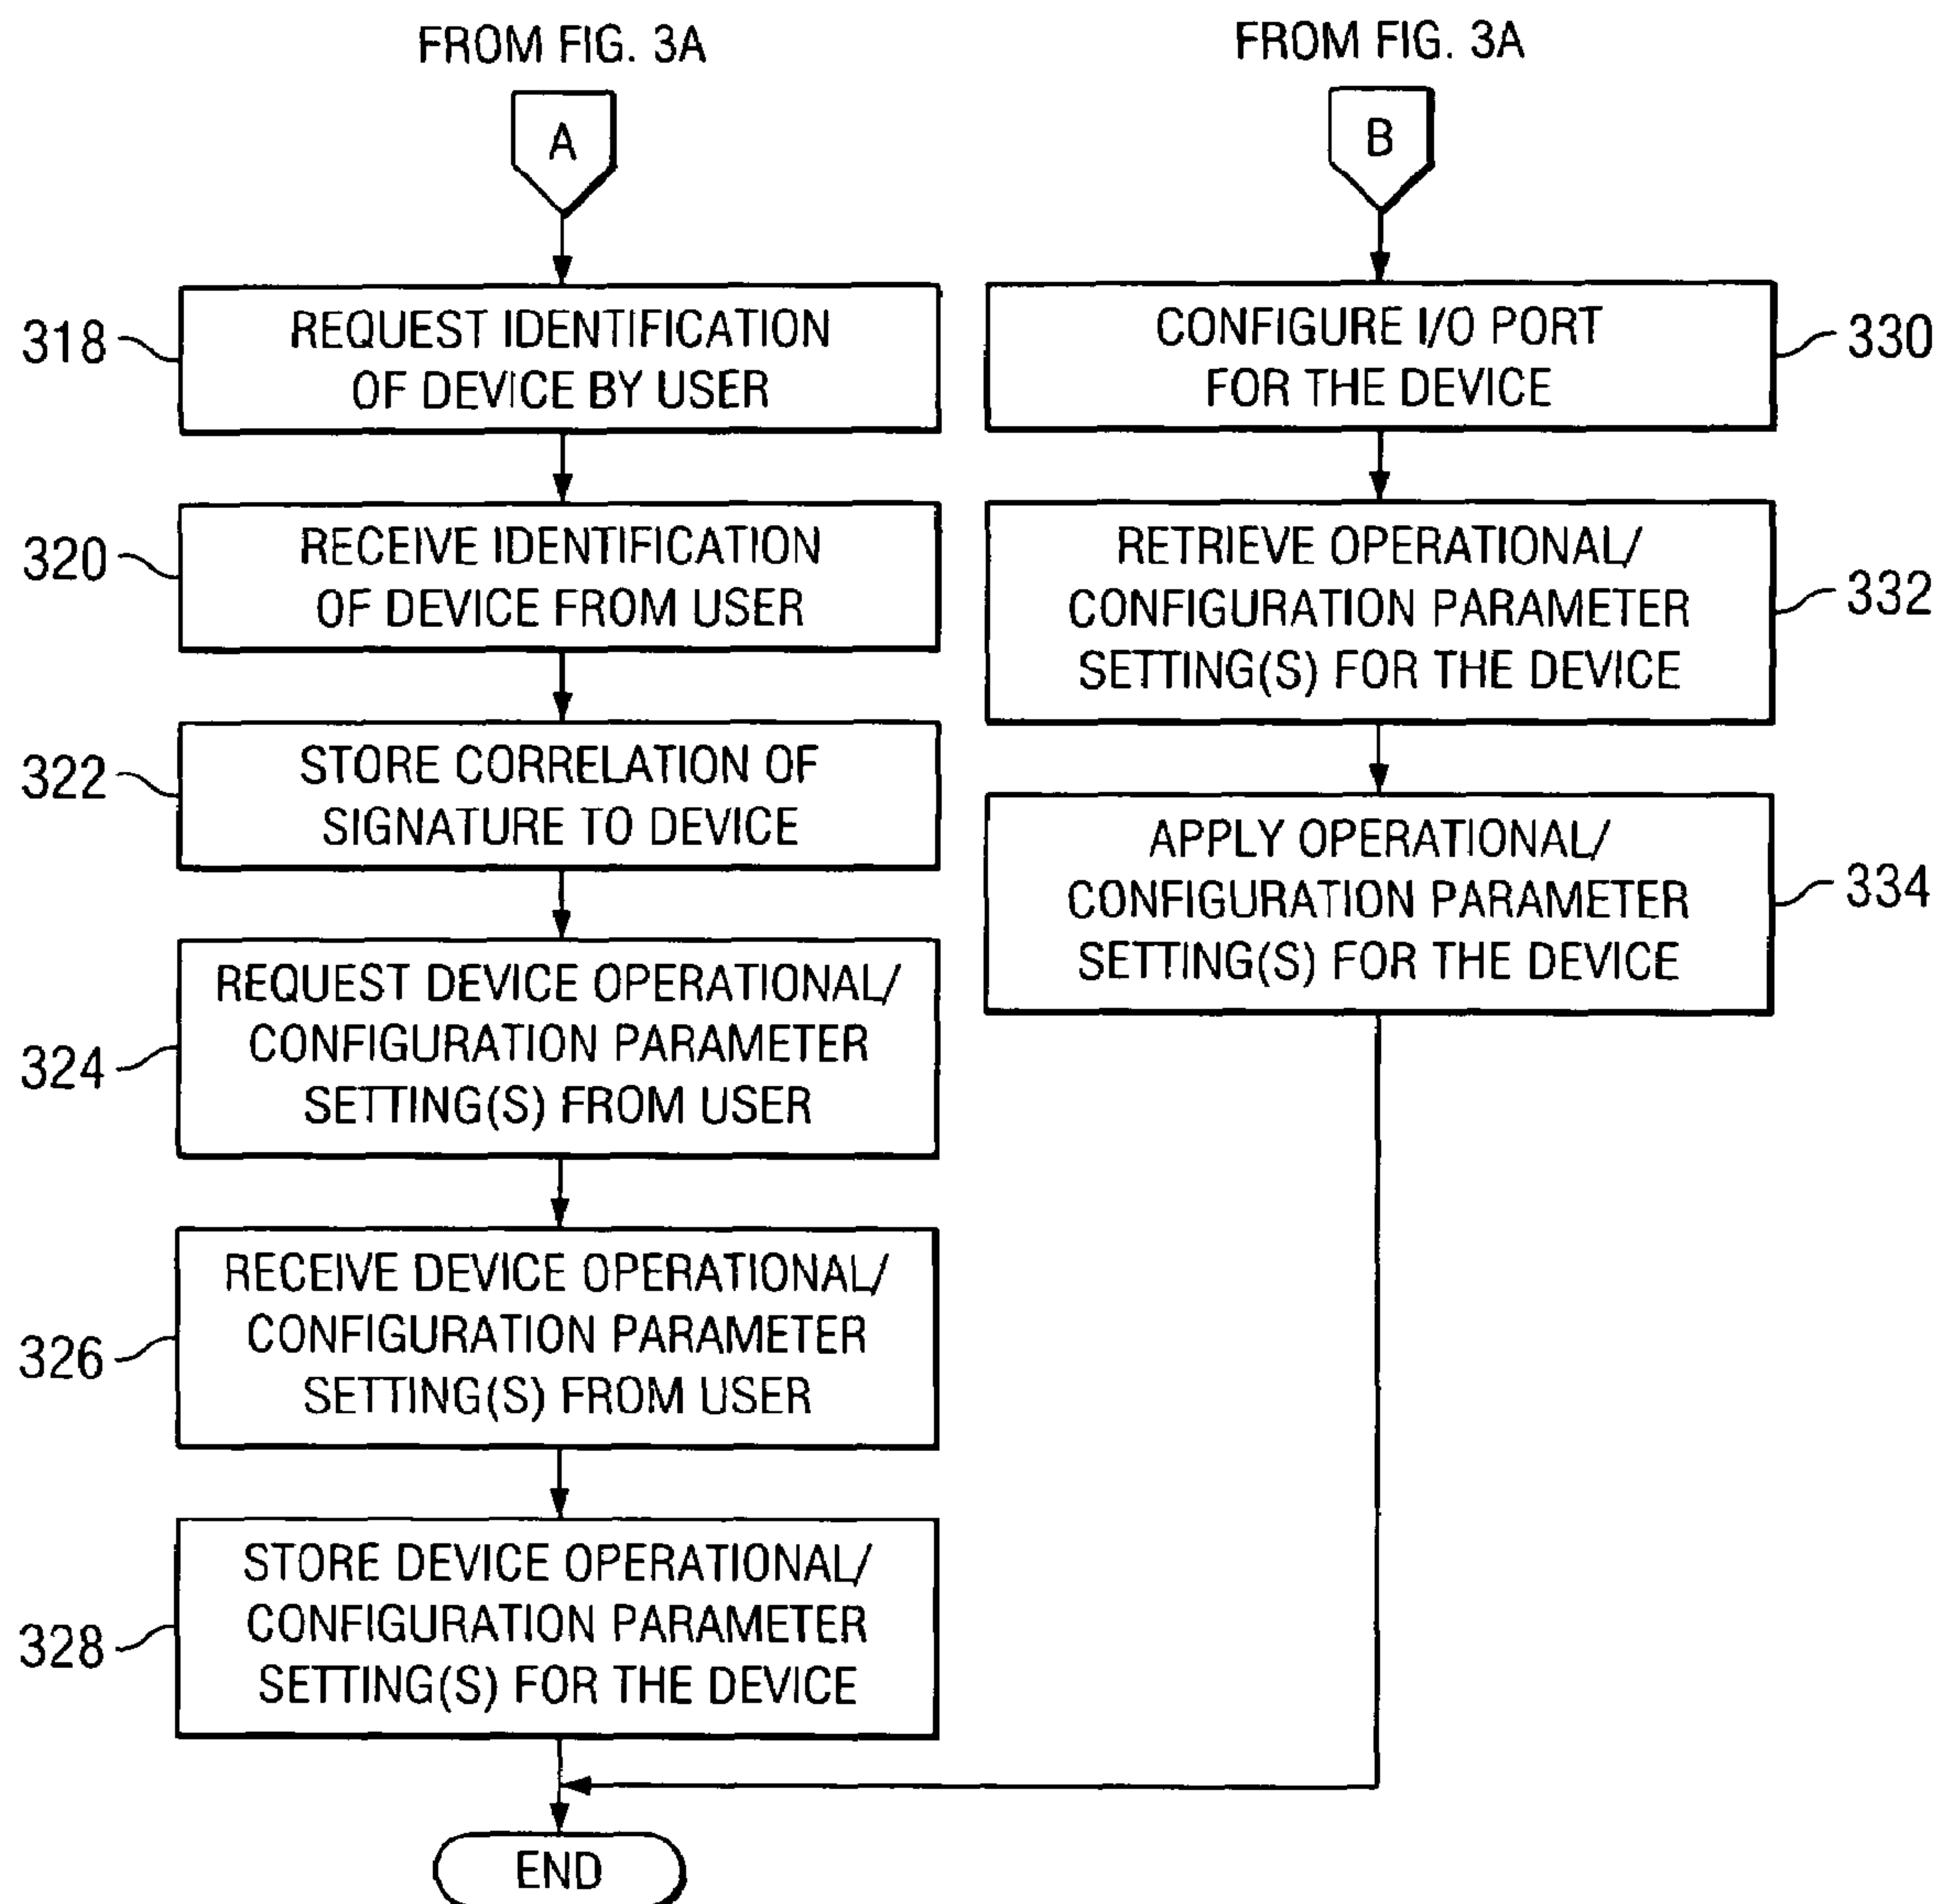 FROM FIG. 3A
A
318
REQUEST IDENTIFICATION
OF DEVICE BY USER
320
RECEIVE IDENTIFICATION
OF DEVICE FROM USER
322
STORE CORRELATION OF
SIGNATURE TO DEVICE
324
REQUEST DEVICE OPERATIONAL/
CONFIGURATION PARAMETER
SETTING(S) FROM USER
326
RECEIVE DEVICE OPERATIONAL/
CONFIGURATION PARAMETER
SETTING(S) FROM USER
328
STORE DEVICE OPERATIONAL/
CONFIGURATION PARAMETER
SETTING(S) FOR THE DEVICE
FROM FIG. 3A
B
CONFIGURE I/O PORT
FOR THE DEVICE
330
RETRIEVE OPERATIONAL/
CONFIGURATION PARAMETER
SETTING(S) FOR THE DEVICE
332
APPLY OPERATIONAL/
CONFIGURATION PARAMETER
SETTING(S) FOR THE DEVICE
334
END